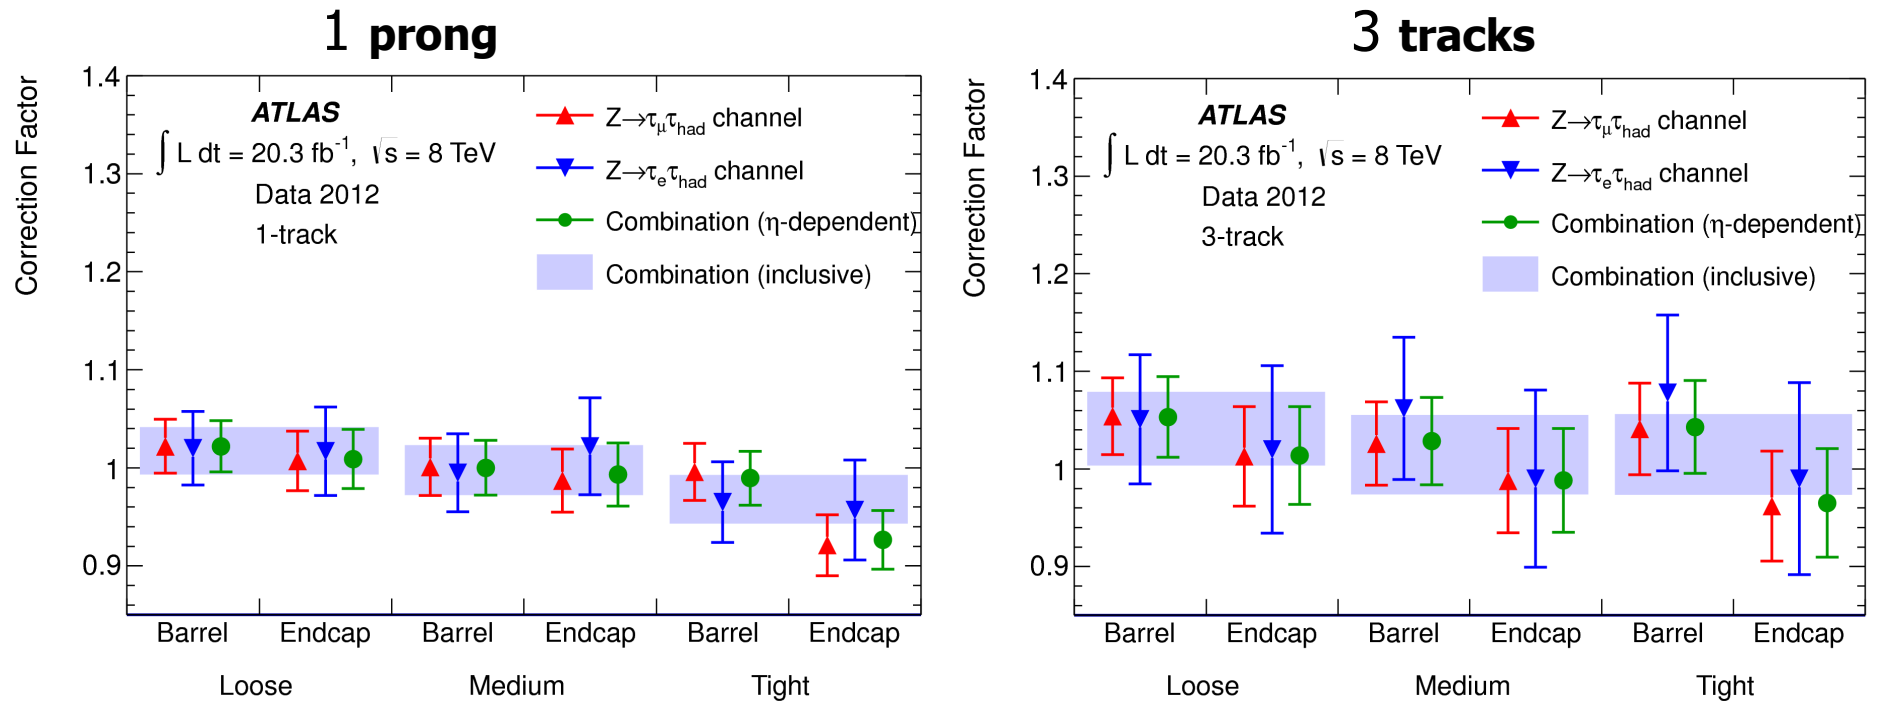 1 prong
1.4
1.3
1.2
1.1
1
0.9
Correction Factor
ATLAS
∫ L dt = 20.3 fb⁻¹, √s = 8 TeV
Data 2012
1-track
Z→τ_μτ_had channel
Z→τ_eτ_had channel
Combination (η-dependent)
Combination (inclusive)
Barrel Endcap Barrel Endcap Barrel Endcap
Loose Medium Tight
3 tracks
1.4
1.3
1.2
1.1
1
0.9
Correction Factor
ATLAS
∫ L dt = 20.3 fb⁻¹, √s = 8 TeV
Data 2012
3-track
Z→τ_μτ_had channel
Z→τ_eτ_had channel
Combination (η-dependent)
Combination (inclusive)
Barrel Endcap Barrel Endcap Barrel Endcap
Loose Medium Tight